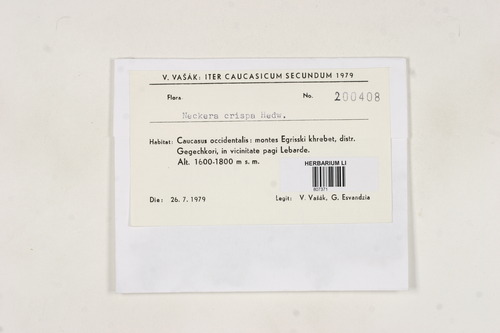 V. VAŠÁK: ITER CAUCASICUM SECUNDUM 1979
Flora No. 200408
Neckera crispa Hedw.
Habitat: Caucasus occidentalis: montes Egrisski khrebet, distr.
Gegechkori, in vicinitate pagi Lebarde.
Alt. 1600-1800 m s. m.
HERBARIUM LI
607371
Die: 26. 7. 1979 Legit: V. Vašák, G. Esvandzia